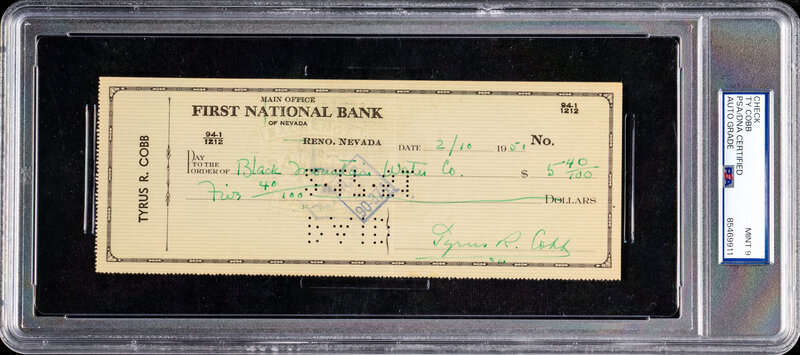 MAIN OFFICE
FIRST NATIONAL BANK
OF NEVADA
94-1
1212
94-1
1212
RENO, NEVADA DATE 2/10 1951 No.
TYRUS R. COBB
PAY
TO THE
ORDER OF Black Mountain Water Co. $ 5 40/100
Five 40/100 DOLLARS
Tyrus R. Cobb
CHECK
TY COBB
PSA/DNA CERTIFIED
AUTO GRADE
PSA
MINT 9
85469911